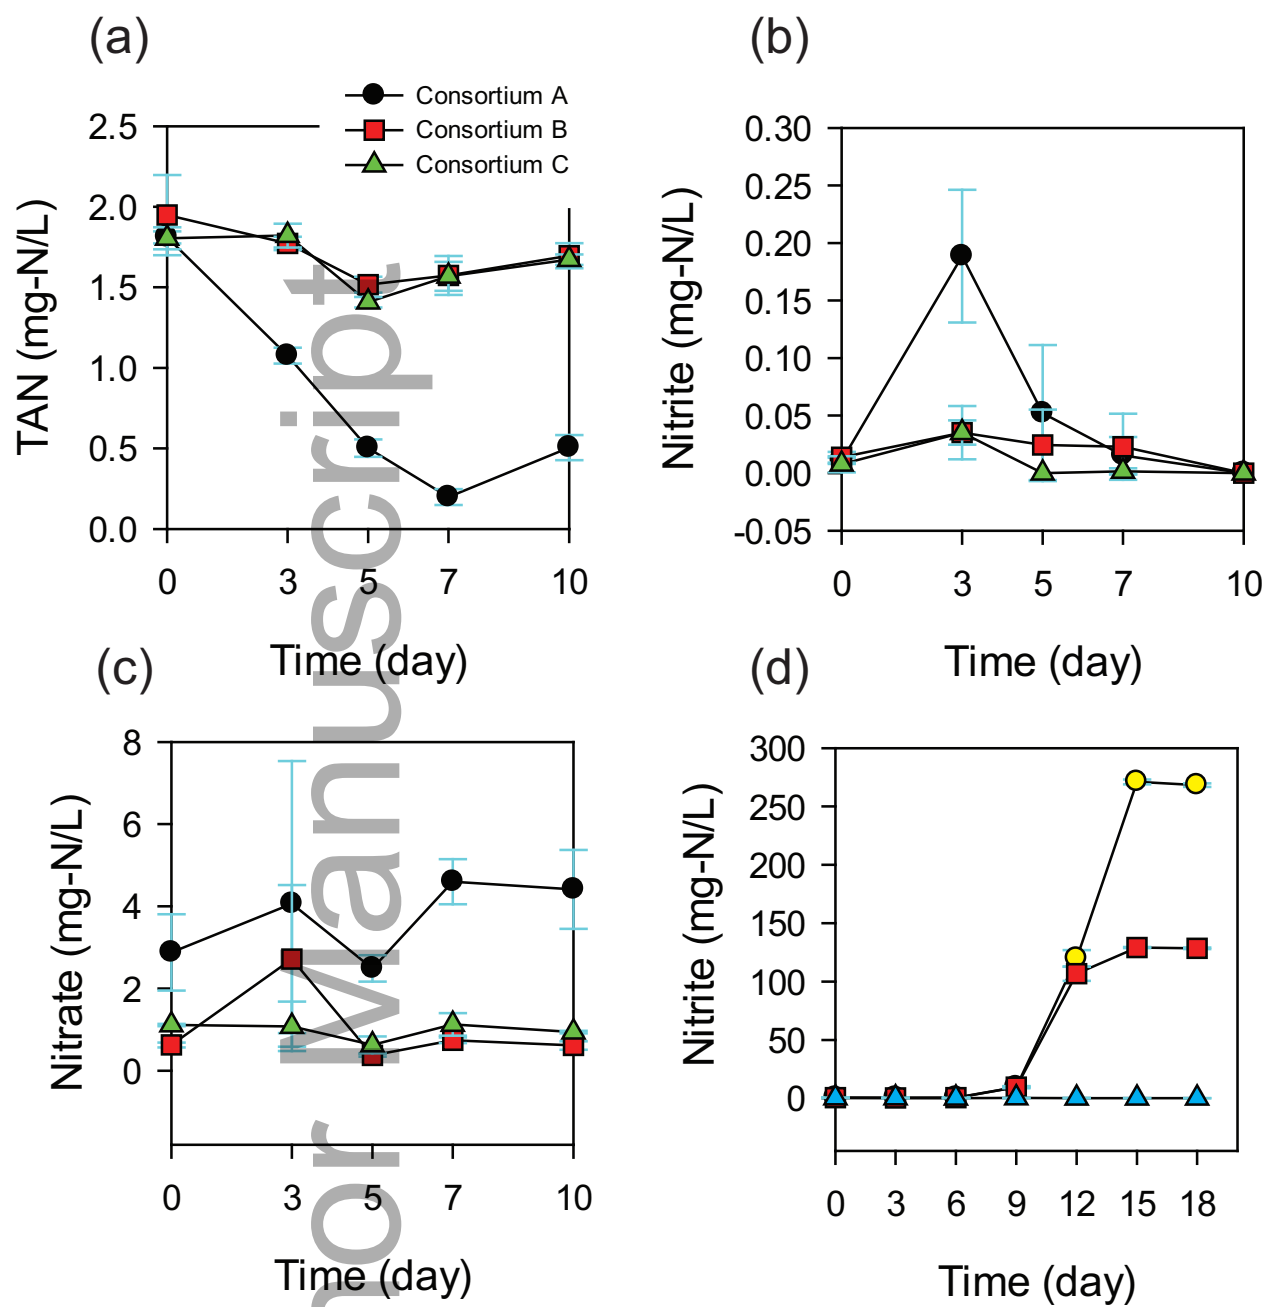 (a)
Consortium A
Consortium B
Consortium C
2.5
2.0
1.5
1.0
0.5
0.0
TAN (mg-N/L)
0 3 5 7 10
Time (day)
(b)
0.30
0.25
0.20
0.15
0.10
0.05
0.00
-0.05
Nitrite (mg-N/L)
0 3 5 7 10
Time (day)
(c)
8
6
4
2
0
Nitrate (mg-N/L)
0 3 5 7 10
Time (day)
(d)
300
250
200
150
100
50
0
Nitrite (mg-N/L)
0 3 6 9 12 15 18
Time (day)
or Manuscript